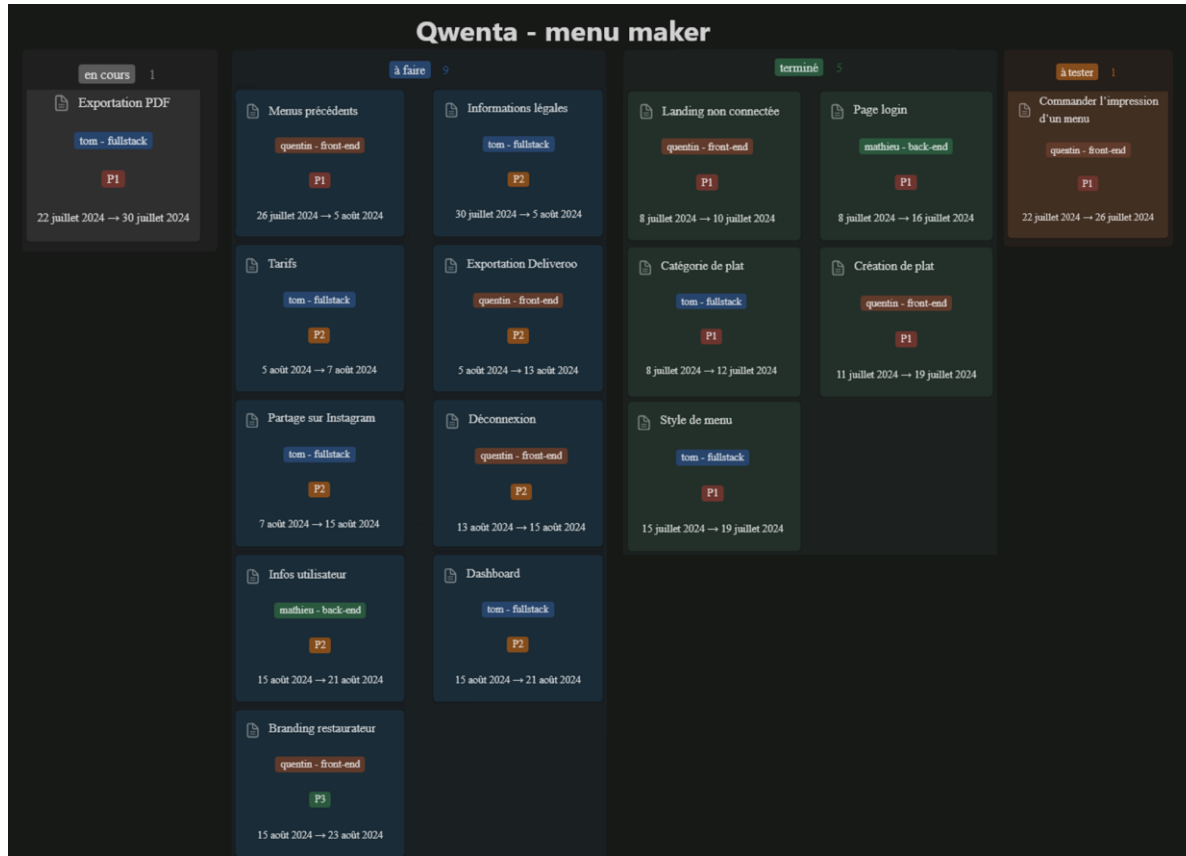 Qwenta - menu maker
en cours 1
Exportation PDF
tom - fullstack
P1
22 juillet 2024 → 30 juillet 2024
à faire 9
Menus précédents
quentin - front-end
P1
26 juillet 2024 → 5 août 2024
Informations légales
tom - fullstack
P2
30 juillet 2024 → 5 août 2024
Tarifs
tom - fullstack
P2
5 août 2024 → 7 août 2024
Exportation Deliveroo
quentin - front-end
P2
5 août 2024 → 13 août 2024
Partage sur Instagram
tom - fullstack
P2
7 août 2024 → 15 août 2024
Déconnexion
quentin - front-end
P2
13 août 2024 → 15 août 2024
Infos utilisateur
mathieu - back-end
P2
15 août 2024 → 21 août 2024
Dashboard
tom - fullstack
P2
15 août 2024 → 21 août 2024
Branding restaurateur
quentin - front-end
P3
15 août 2024 → 23 août 2024
terminé 5
Landing non connectée
quentin - front-end
P1
8 juillet 2024 → 10 juillet 2024
Page login
mathieu - back-end
P1
8 juillet 2024 → 16 juillet 2024
Catégorie de plat
tom - fullstack
P1
8 juillet 2024 → 12 juillet 2024
Création de plat
quentin - front-end
P1
11 juillet 2024 → 19 juillet 2024
Style de menu
tom - fullstack
P1
15 juillet 2024 → 19 juillet 2024
à tester 1
Commander l'impression
d'un menu
quentin - front-end
P1
22 juillet 2024 → 26 juillet 2024